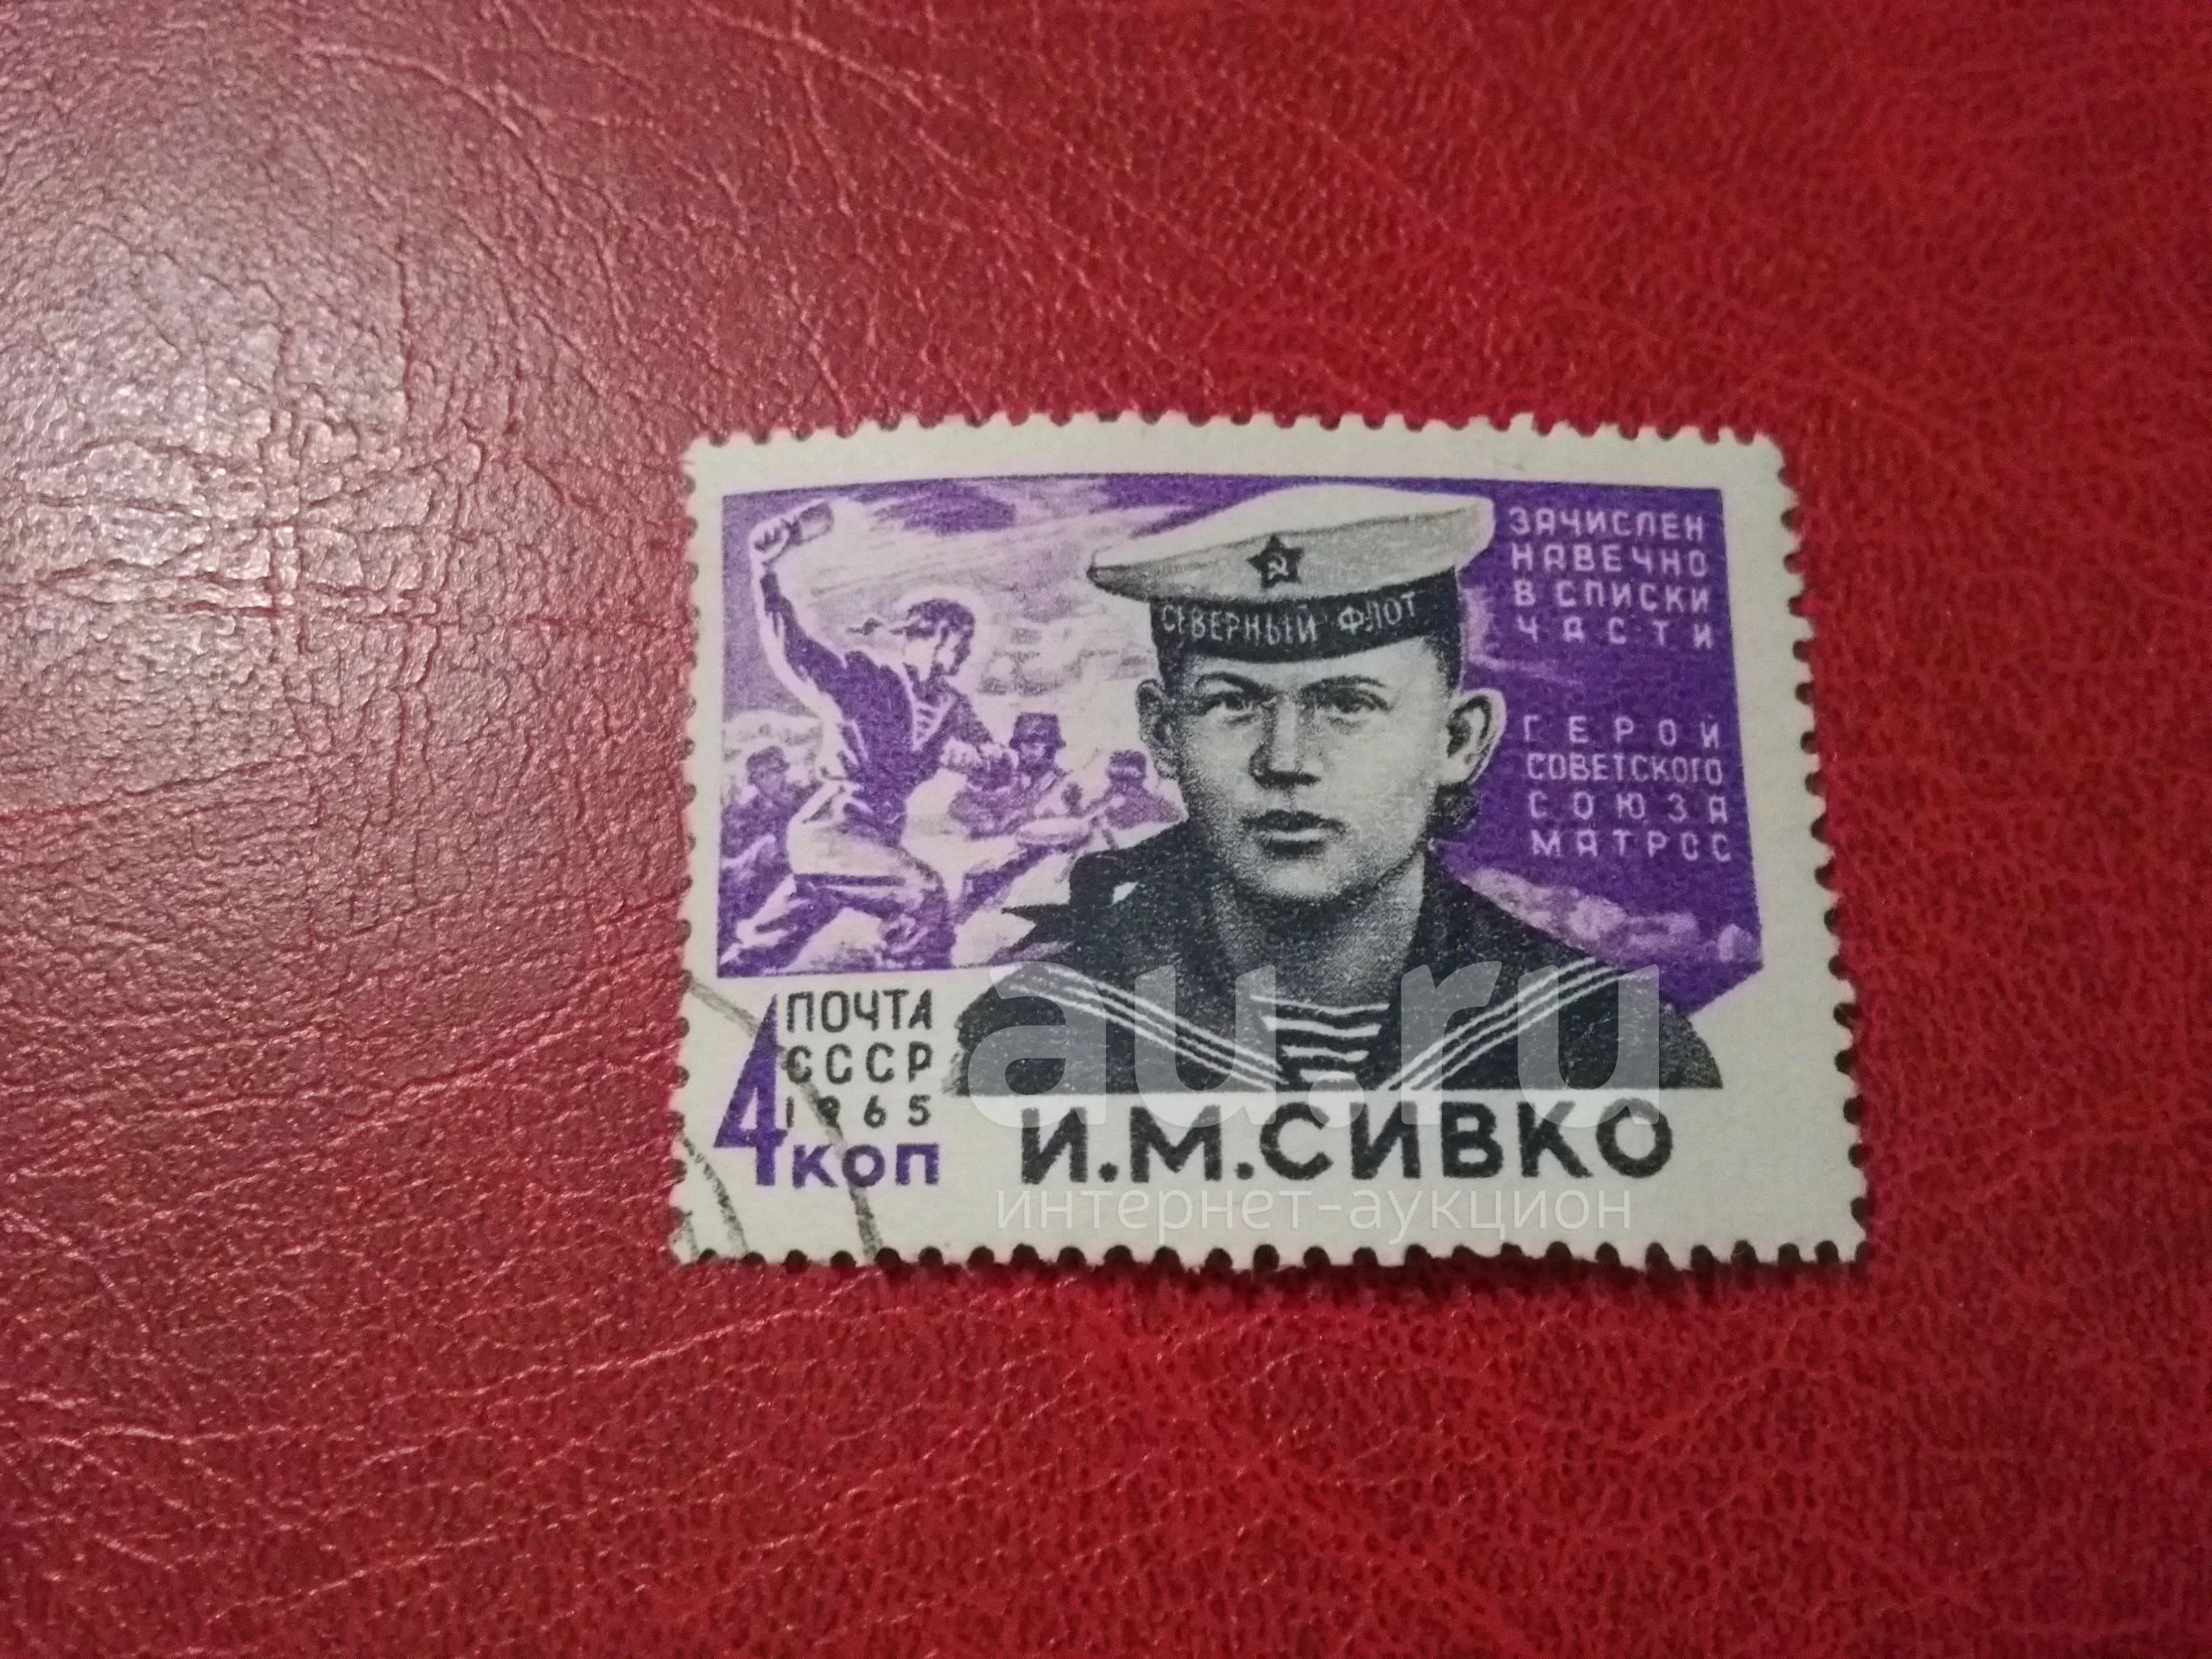 ЗАЧИСЛЕН
НАВЕЧНО
В СПИСКИ
ЧАСТИ
СЕВЕРНЫЙ ФЛОТ
ГЕРОЙ
СОВЕТСКОГО
СОЮЗА
МАТРОС
4 КОП
ПОЧТА
СССР
1965
И.М.СИВКО
au.ru
интернет-аукцион